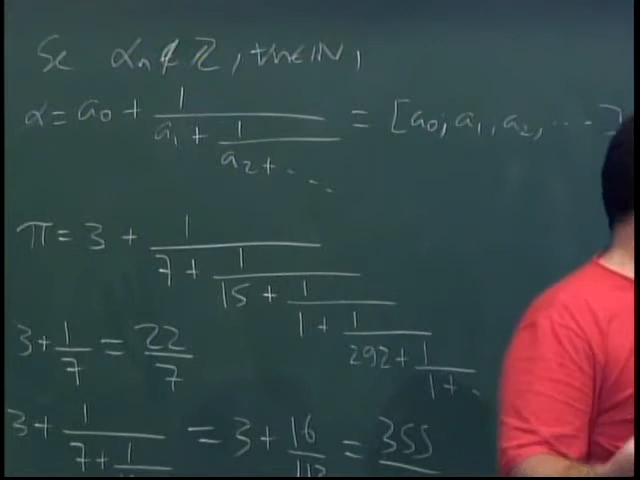 Se αn ∉ ℤ, ∀n∈ℕ,
α = a0 + 1/(a1 + 1/(a2 + ⋱)) = [a0; a1, a2, ⋯]
π = 3 + 1/(7 + 1/(15 + 1/(1 + 1/(292 + 1/(1 + ⋱)))))
3 + 1/7 = 22/7
3 + 1/(7 + 1/ = 3 + 16/113 = 355